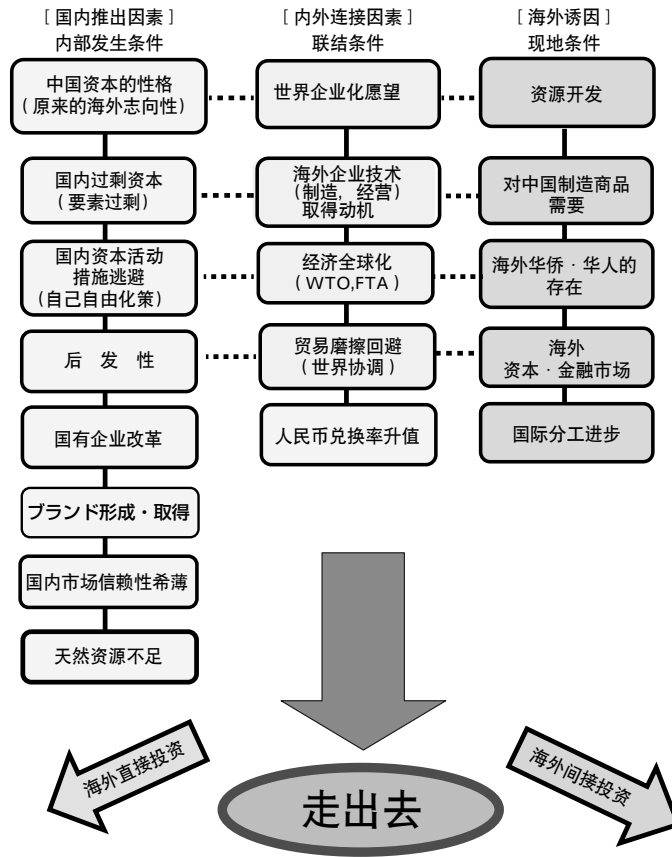 [ 国内推出因素 ]
内部发生条件
中国资本的性格
( 原来的海外志向性)
国内过剩资本
( 要素过剩 )
国内资本活动
措施逃避
(自己自由化策 )
后 发 性
国有企业改革
ブランド形成・取得
国内市场信赖性希薄
天然资源不足
[ 内外连接因素 ]
联结条件
世界企业化愿望
海外企业技术
(制造, 经营)
取得动机
经济全球化
( WTO,FTA )
贸易磨擦回避
( 世界协调 )
人民币兑换率升值
[ 海外诱因 ]
现地条件
资源开发
对中国制造商品
需要
海外华侨 · 华人的
存在
海外
资本 · 金融市场
国际分工进步
海外直接投资
走出去
海外间接投资